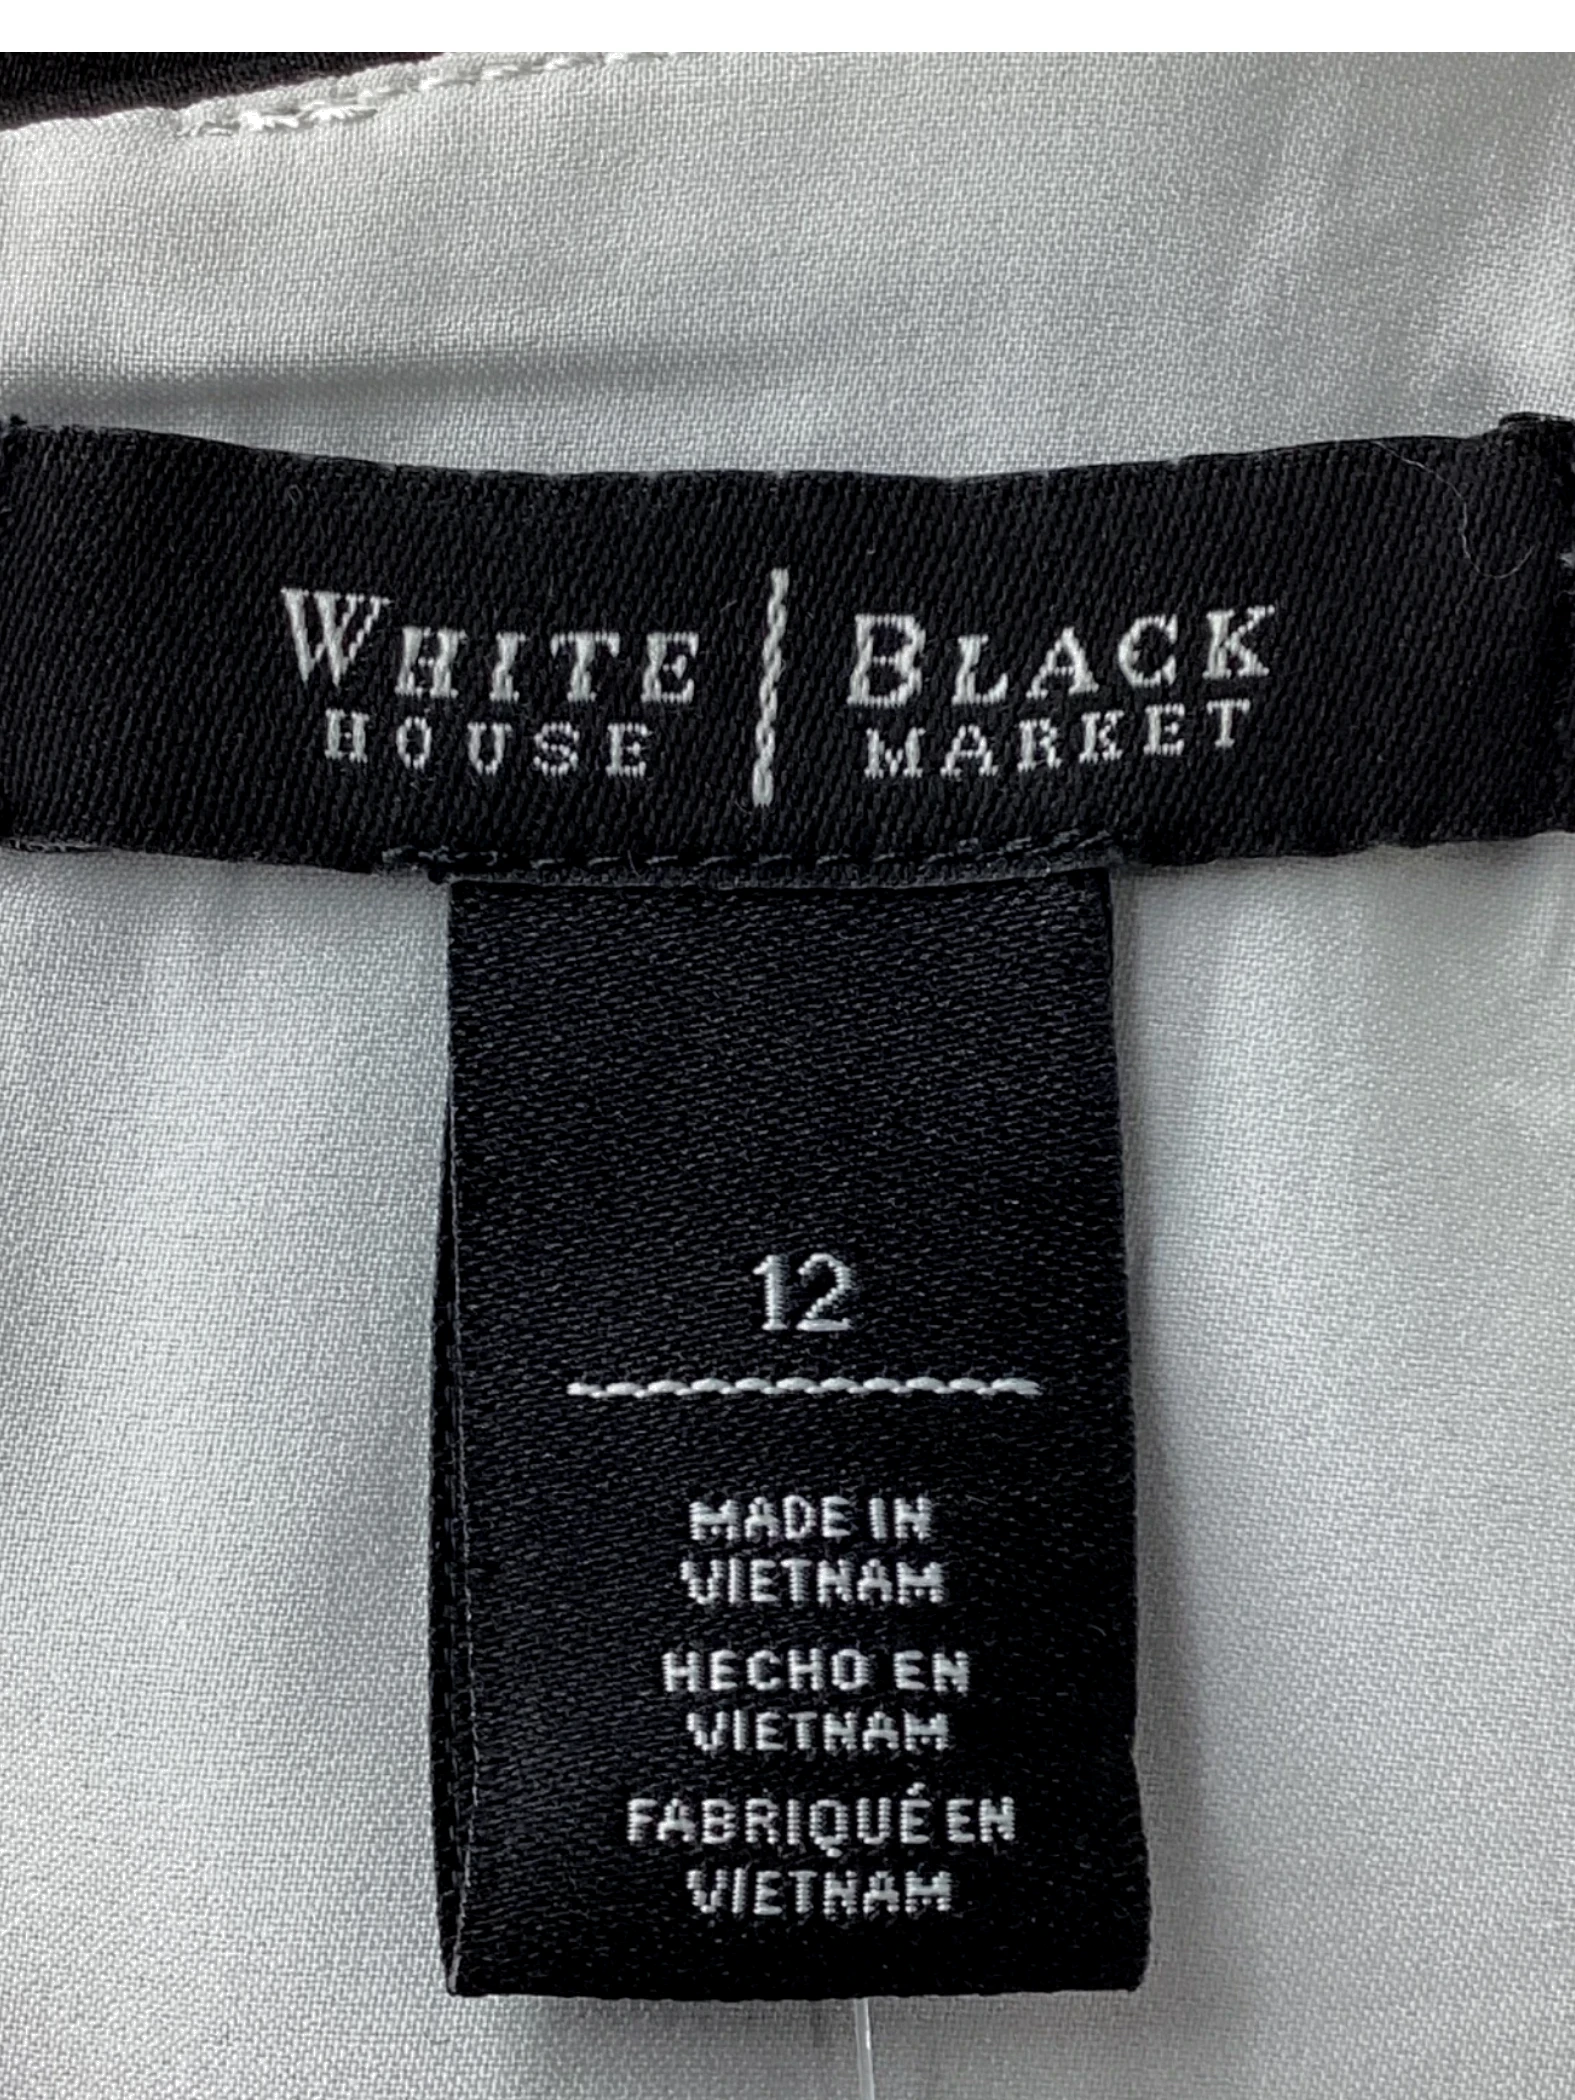 WHITE | BLACK
HOUSE | MARKET
12
MADE IN
VIETNAM
HECHO EN
VIETNAM
FABRIQUÉ EN
VIETNAM